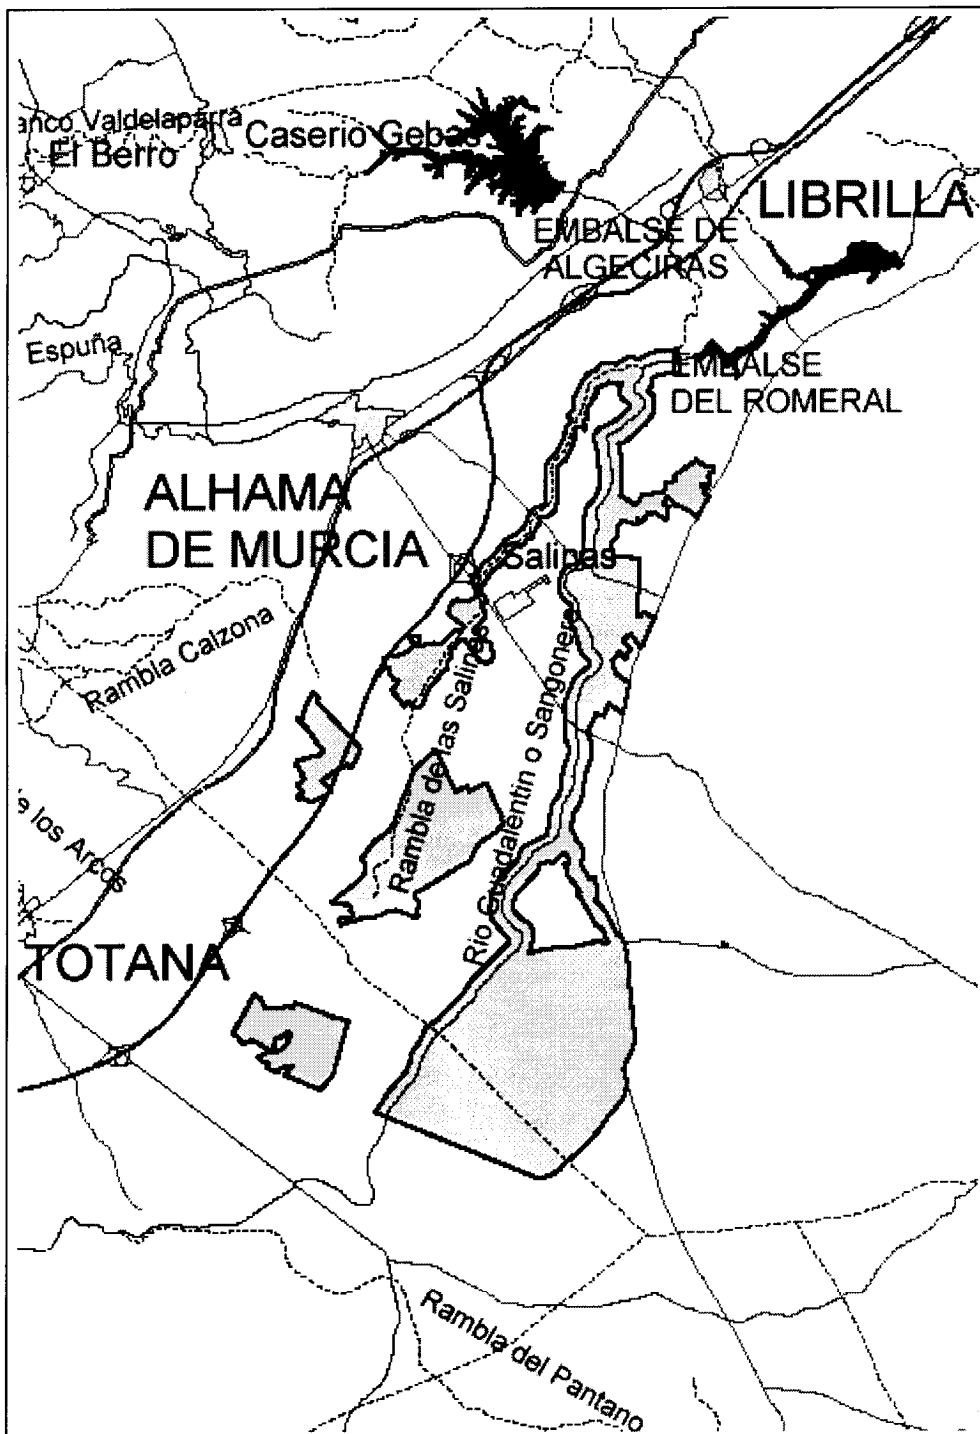 anco Valdelaparra
El Berro
Caserio Gebas
LIBRILLA
EMBALSE DE
ALGECIRAS
Espuña
EMBALSE
DEL ROMERAL
ALHAMA
DE MURCIA
Salinas
Rambla Calzona
Rambla de las Salinas
Rio Guadalentin o Sangonera
e los Arcos
TOTANA
Rambla del Pantano